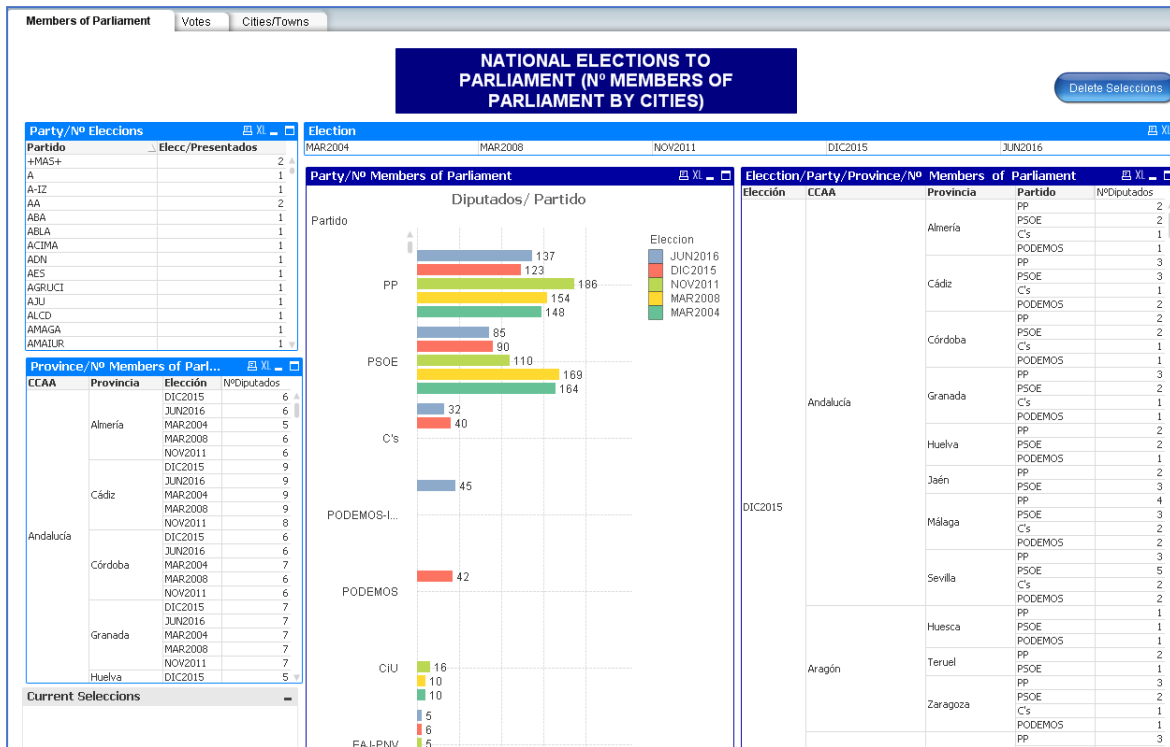 Members of Parliament Votes Cities/Towns
NATIONAL ELECTIONS TO
PARLIAMENT (Nº MEMBERS OF
PARLIAMENT BY CITIES)
Delete Seleccions
Party/Nº Eleccions XL
Partido Elecc/Presentados
+MAS+ 2
A 1
A-IZ 1
AA 2
ABA 1
ABLA 1
ACIMA 1
ADN 1
AES 1
AGRUCI 1
AJU 1
ALCD 1
AMAGA 1
AMAIUR 1
Province/Nº Members of Parl... XL
CCAA Provincia Elección NºDiputados
Andalucía
Almería
DIC2015 6
JUN2016 6
MAR2004 5
MAR2008 6
NOV2011 6
Cádiz
DIC2015 9
JUN2016 9
MAR2004 9
MAR2008 9
NOV2011 8
Córdoba
DIC2015 6
JUN2016 6
MAR2004 7
MAR2008 6
NOV2011 6
Granada
DIC2015 7
JUN2016 7
MAR2004 7
MAR2008 7
NOV2011 7
Huelva DIC2015 5
Current Seleccions
Election XL
MAR2004 MAR2008 NOV2011 DIC2015 JUN2016
Party/Nº Members of Parliament XL
Diputados/ Partido
Partido
Eleccion
JUN2016
DIC2015
NOV2011
MAR2008
MAR2004
PP
137
123
186
154
148
PSOE
85
90
110
169
164
C's
32
40
PODEMOS-I...
45
PODEMOS
42
CiU
16
10
10
EAJ-PNV
5
6
5
Elecction/Party/Province/Nº Members of Parliament XL
Elección CCAA Provincia Partido NºDiputados
DIC2015
Andalucía
Almería
PP 2
PSOE 2
C's 1
PODEMOS 1
Cádiz
PP 3
PSOE 3
C's 1
PODEMOS 2
Córdoba
PP 2
PSOE 2
C's 1
PODEMOS 1
Granada
PP 3
PSOE 2
C's 1
PODEMOS 1
Huelva
PP 2
PSOE 2
PODEMOS 1
Jaén
PP 2
PSOE 3
Málaga
PP 4
PSOE 3
C's 2
PODEMOS 2
Sevilla
PP 3
PSOE 5
C's 2
PODEMOS 2
Aragón
Huesca
PP 1
PSOE 1
PODEMOS 1
Teruel
PP 2
PSOE 1
Zaragoza
PP 3
PSOE 2
C's 1
PODEMOS 1
PP 3